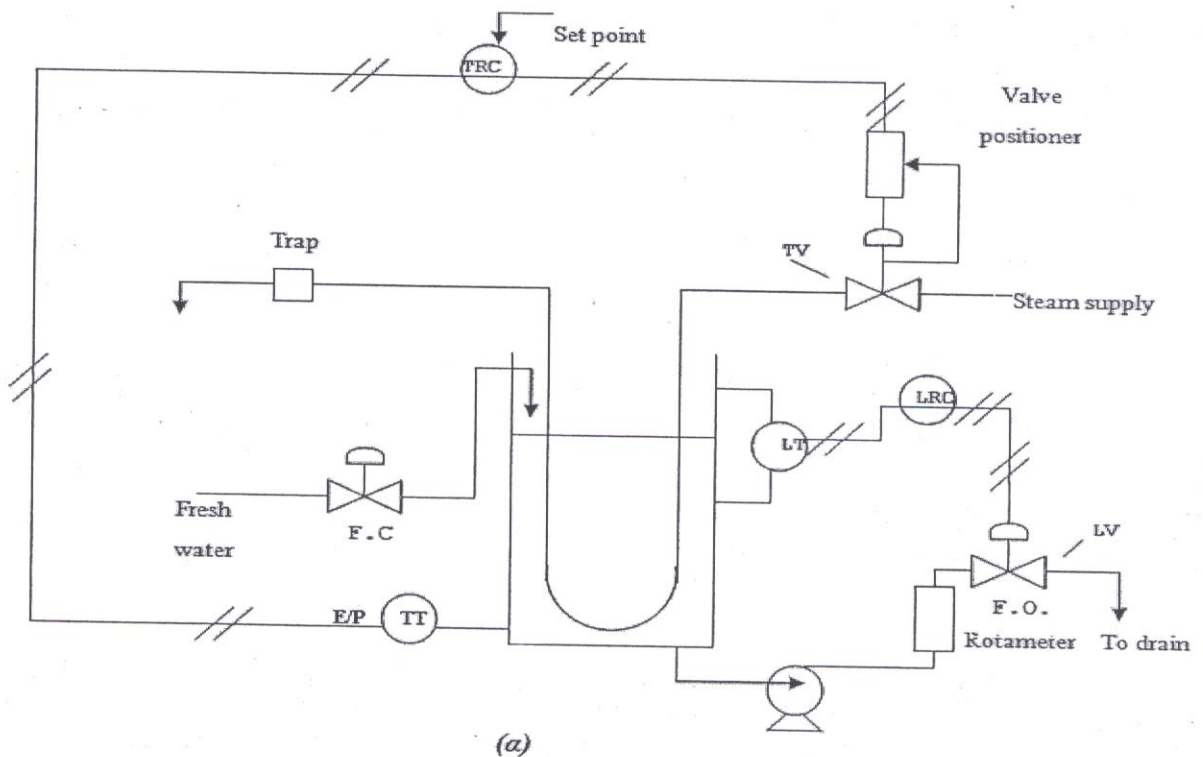 Set point
TRC
Valve
positioner
Trap
TV
Steam supply
LRC
LT
Fresh
water
F.C
LV
F.O.
E/P
TT
Rotameter
To drain
(a)